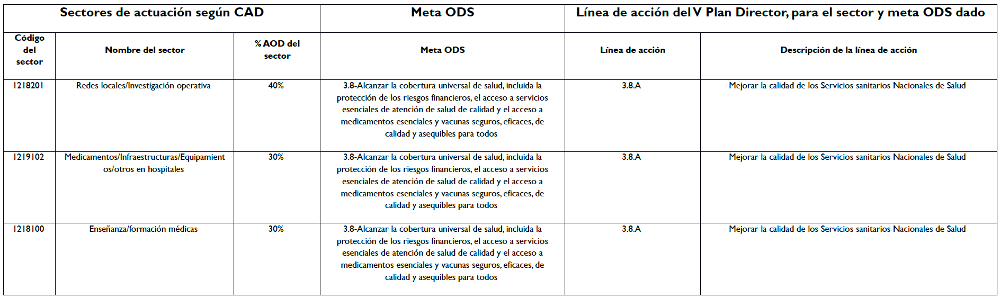 Sectores de actuación según CAD
Meta ODS
Línea de acción del V Plan Director, para el sector y meta ODS dado
Código
del
sector
Nombre del sector
% AOD del
sector
Meta ODS
Línea de acción
Descripción de la línea de acción
1218201
Redes locales/Investigación operativa
40%
3.8-Alcanzar la cobertura universal de salud, incluida la
protección de los riesgos financieros, el acceso a servicios
esenciales de atención de salud de calidad y el acceso a
medicamentos esenciales y vacunas seguros, eficaces, de
calidad y asequibles para todos
3.8.A
Mejorar la calidad de los Servicios sanitarios Nacionales de Salud
1219102
Medicamentos/Infraestructuras/Equipamient
os/otros en hospitales
30%
3.8-Alcanzar la cobertura universal de salud, incluida la
protección de los riesgos financieros, el acceso a servicios
esenciales de atención de salud de calidad y el acceso a
medicamentos esenciales y vacunas seguros, eficaces, de
calidad y asequibles para todos
3.8.A
Mejorar la calidad de los Servicios sanitarios Nacionales de Salud
1218100
Enseñanza/formación médicas
30%
3.8-Alcanzar la cobertura universal de salud, incluida la
protección de los riesgos financieros, el acceso a servicios
esenciales de atención de salud de calidad y el acceso a
medicamentos esenciales y vacunas seguros, eficaces, de
calidad y asequibles para todos
3.8.A
Mejorar la calidad de los Servicios sanitarios Nacionales de Salud